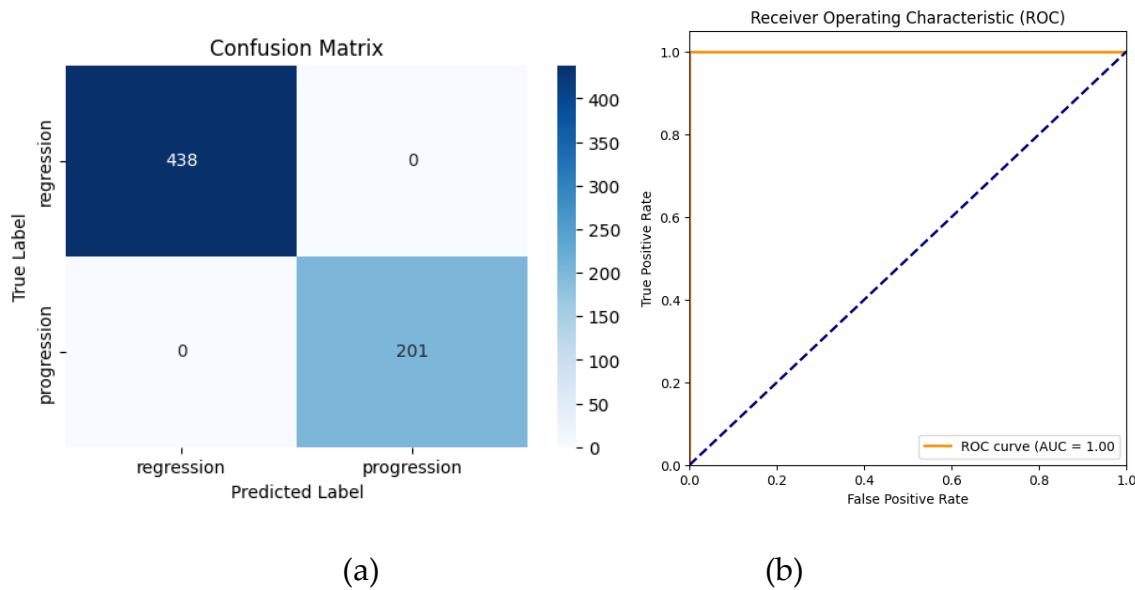 Confusion Matrix
True Label
regression
progression
438
0
0
201
regression
progression
Predicted Label
400
350
300
250
200
150
100
50
0
(a)
Receiver Operating Characteristic (ROC)
True Positive Rate
1.0
0.8
0.6
0.4
0.2
0.0
ROC curve (AUC = 1.00
0.0 0.2 0.4 0.6 0.8 1.0
False Positive Rate
(b)